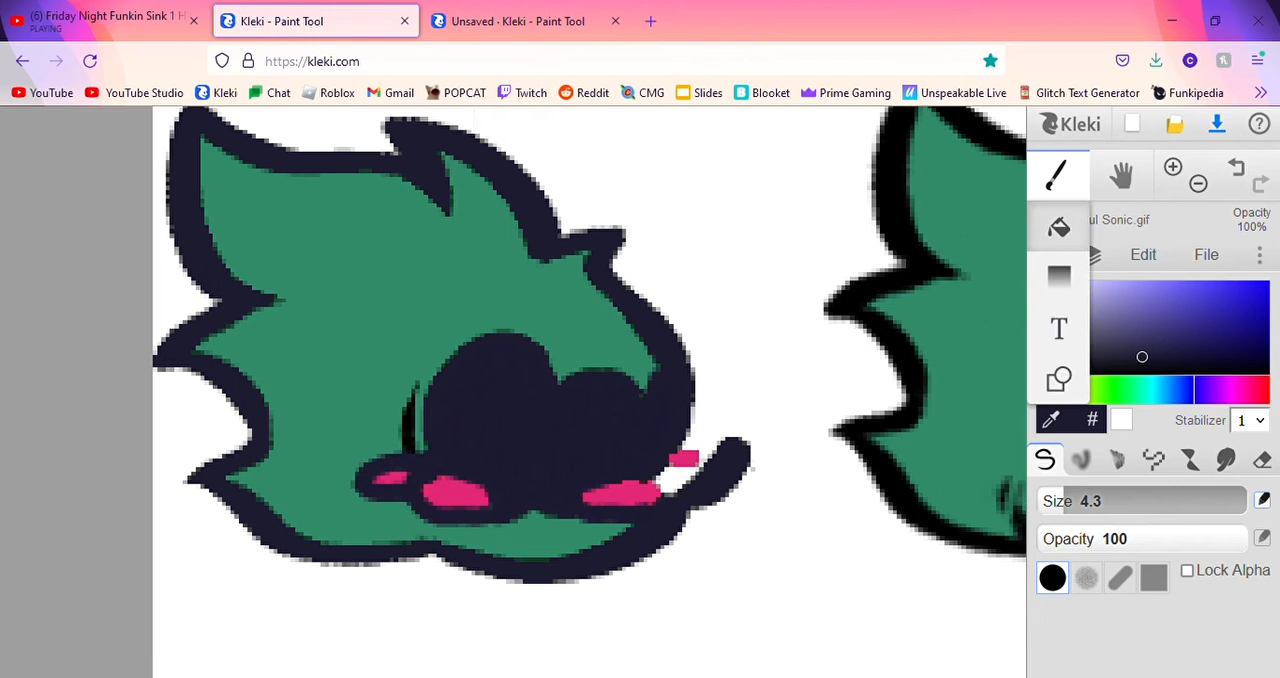 (6) Friday Night Funkin Sink 1 H
PLAYING
Kleki - Paint Tool
Unsaved · Kleki - Paint Tool
https://kleki.com
YouTube YouTube Studio Kleki Chat Roblox Gmail POPCAT Twitch Reddit CMG Slides Blooket Prime Gaming Unspeakable Live Glitch Text Generator Funkipedia
Kleki
ul Sonic.gif
Opacity
100%
Edit File
T
# Stabilizer 1
Size 4.3
Opacity 100
Lock Alpha